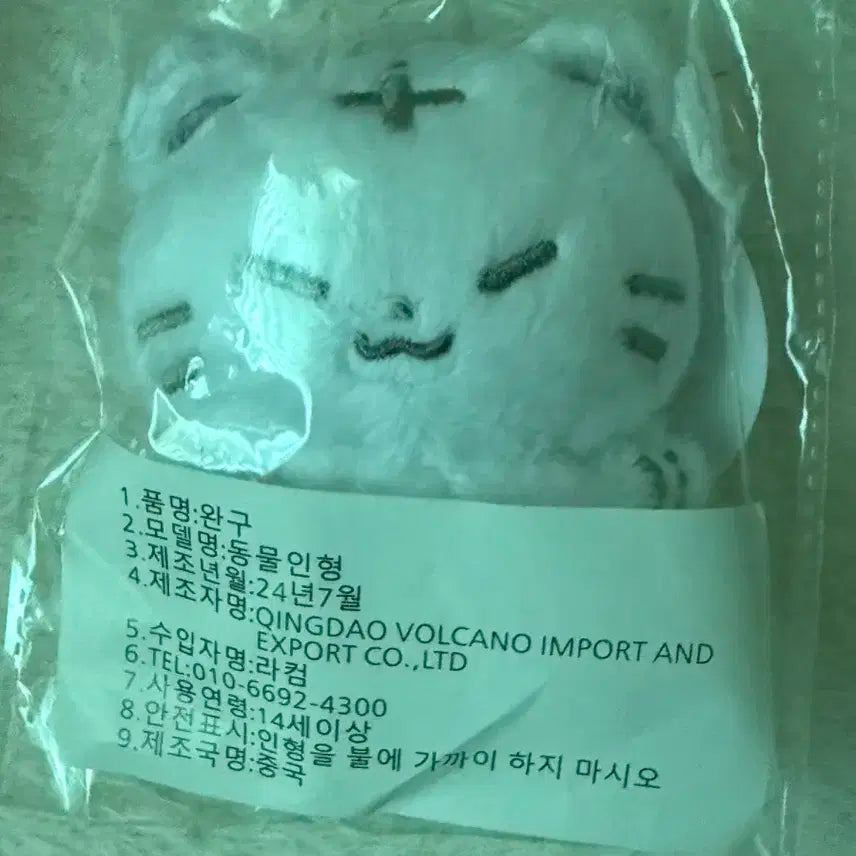 1.품명:완구
2.모델명:동물인형
3.제조년월:24년7월
4.제조자명:QINGDAO VOLCANO IMPORT AND
EXPORT CO.,LTD
5.수입자명:라컴
6.TEL:010-6692-4300
7.사용연령:14세이상
8.안전표시:인형을 불에 가까이 하지 마시오
9.제조국명:중국